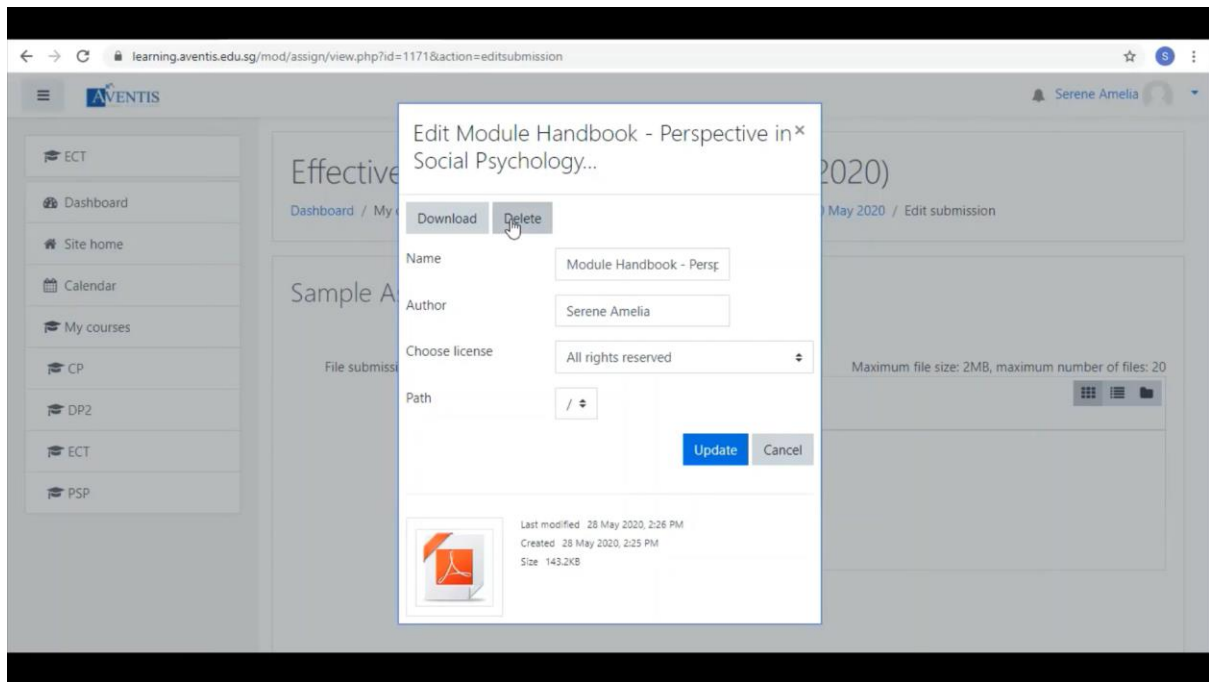 learning.aventis.edu.sg/mod/assign/view.php?id=1171&action=editsubmission
S
AVENTIS
Serene Amelia
ECT
Dashboard
Site home
Calendar
My courses
CP
DP2
ECT
PSP
Effective
2020)
Dashboard / My
May 2020 / Edit submission
Sample
File
Maximum file size: 2MB, maximum number of files: 20
Edit Module Handbook - Perspective in
Social Psychology...
×
Download
Delete
Name
Module Handbook - Persp
Author
Serene Amelia
Choose license
All rights reserved
Path
/
Update
Cancel
Last modified 28 May 2020, 2:26 PM
Created 28 May 2020, 2:25 PM
Size 143.2KB